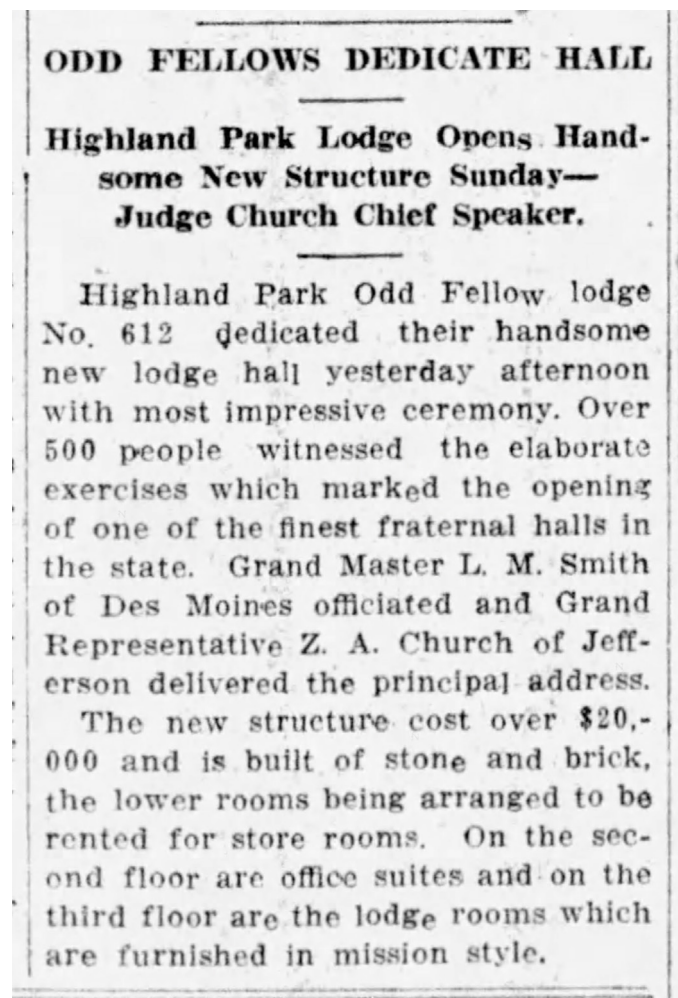 ODD FELLOWS DEDICATE HALL
Highland Park Lodge Opens Hand-
some New Structure Sunday—
Judge Church Chief Speaker.
Highland Park Odd Fellow lodge
No. 612 dedicated their handsome
new lodge hall yesterday afternoon
with most impressive ceremony. Over
500 people witnessed the elaborate
exercises which marked the opening
of one of the finest fraternal halls in
the state. Grand Master L. M. Smith
of Des Moines officiated and Grand
Representative Z. A. Church of Jeff-
erson delivered the principal address.
The new structure cost over $20,-
000 and is built of stone and brick,
the lower rooms being arranged to be
rented for store rooms. On the sec-
ond floor are office suites and on the
third floor are the lodge rooms which
are furnished in mission style.